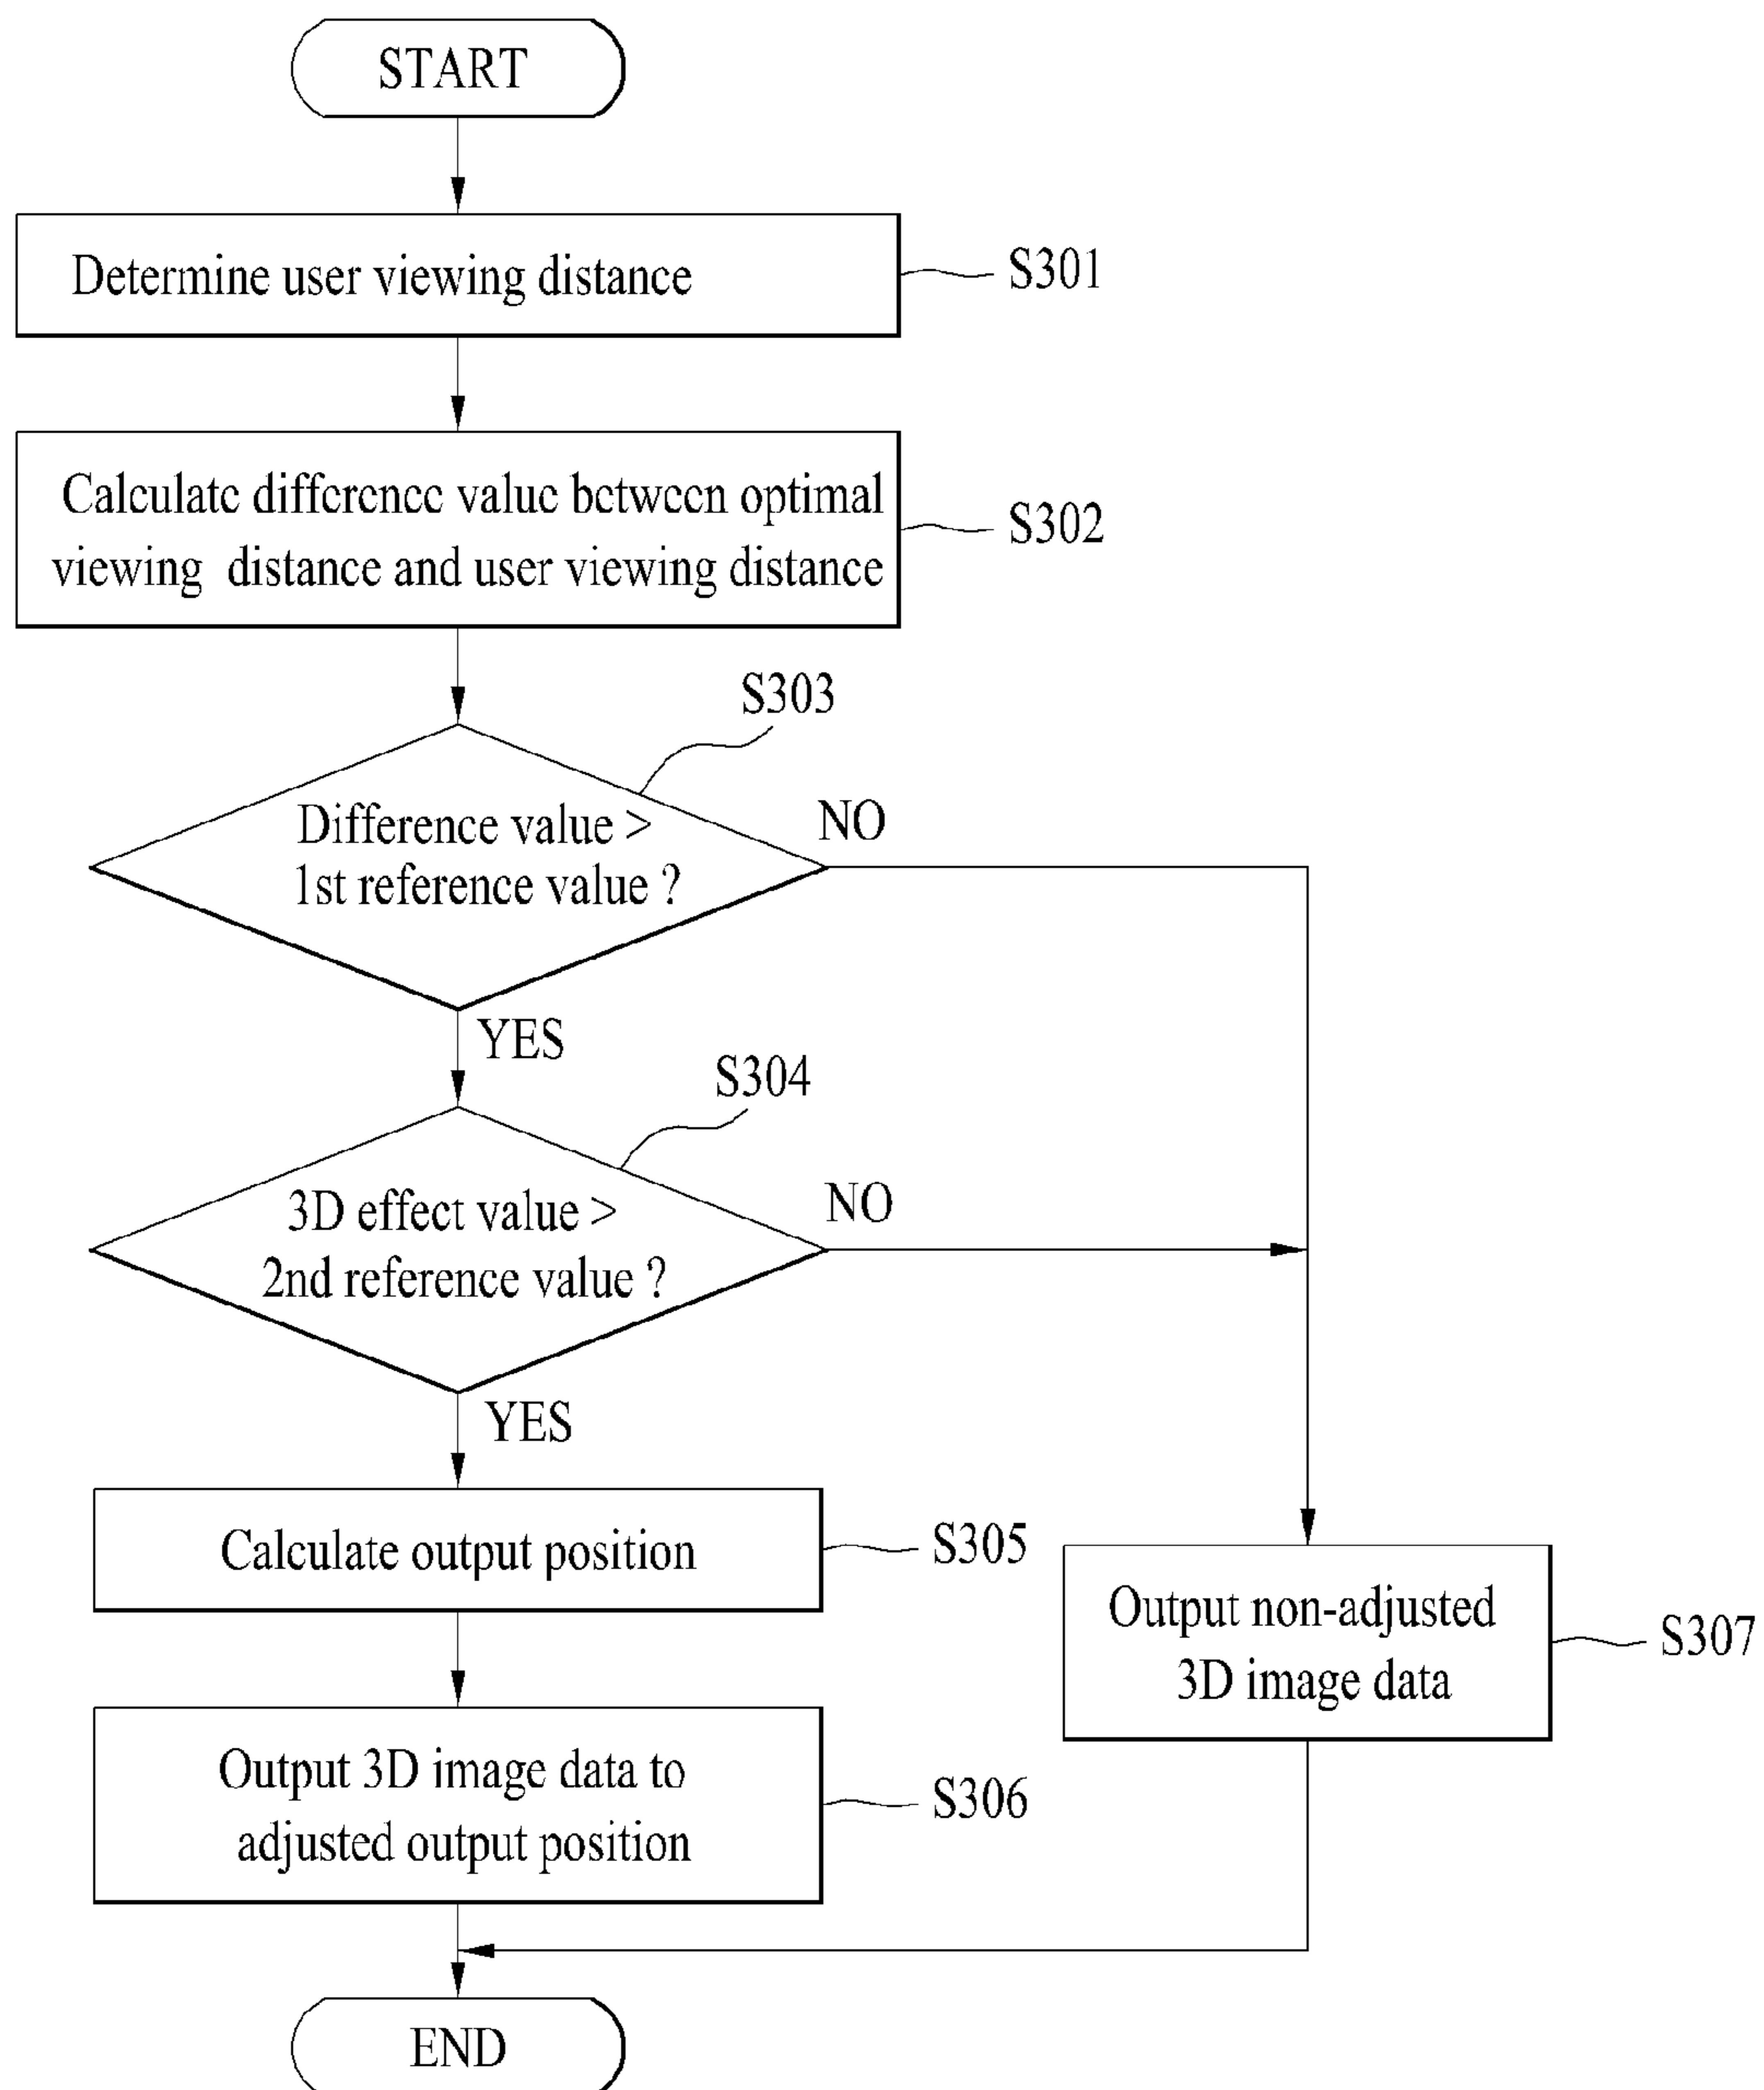 START
Determine user viewing distance
S301
Calculate difference value between optimal
viewing distance and user viewing distance
S302
S303
Difference value >
1st reference value ?
NO
YES
S304
3D effect value >
2nd reference value ?
NO
YES
Calculate output position
S305
Output non-adjusted
3D image data
S307
Output 3D image data to
adjusted output position
S306
END